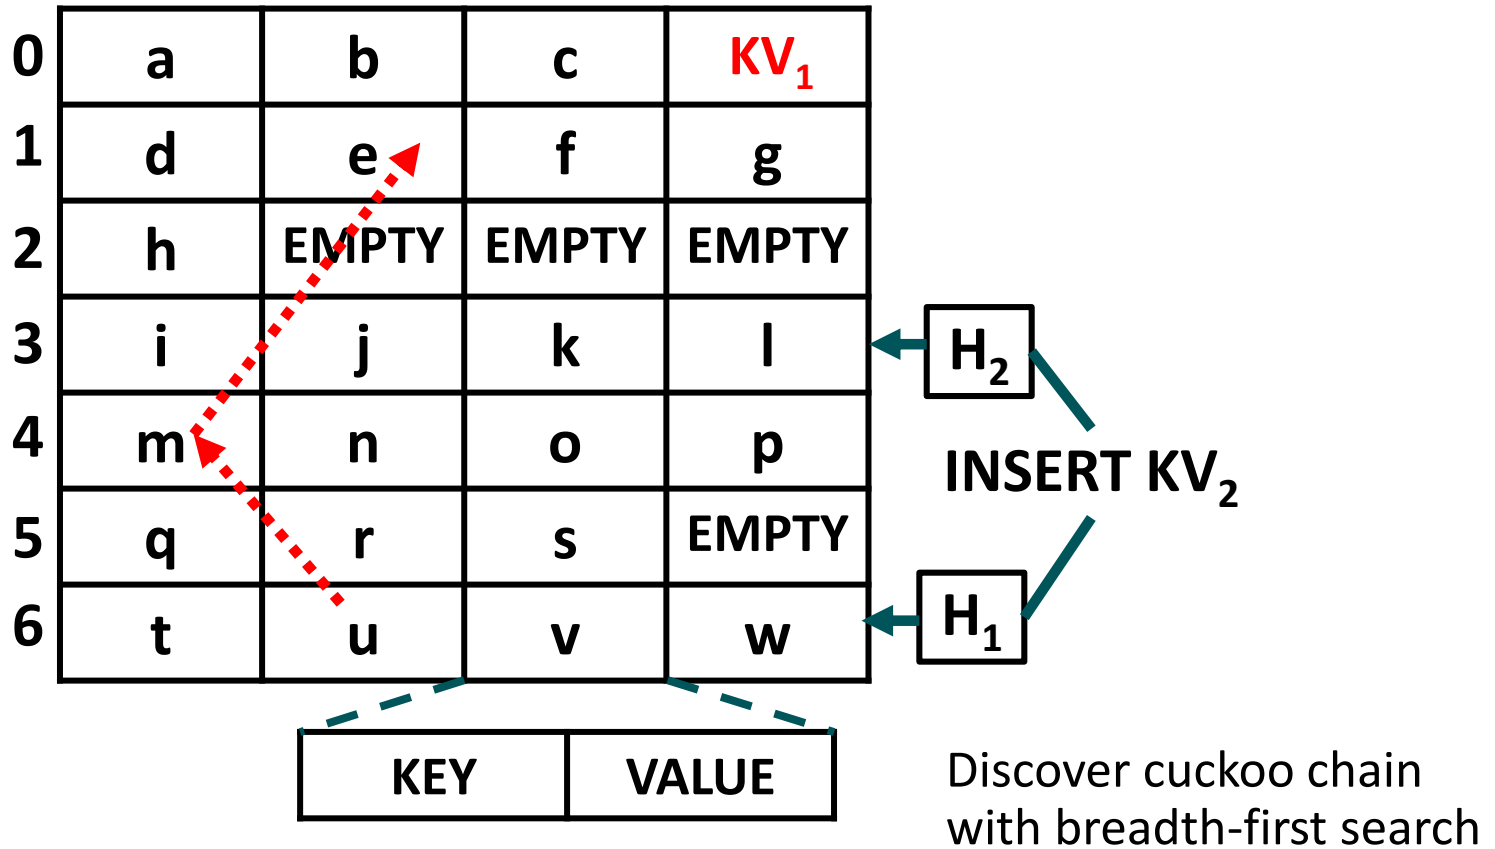 0 a b c KV₁
1 d e f g
2 h EMPTY EMPTY EMPTY
3 i j k l
H₂
4 m n o p
INSERT KV₂
5 q r s EMPTY
6 t u v w
H₁
KEY VALUE
Discover cuckoo chain
with breadth-first search